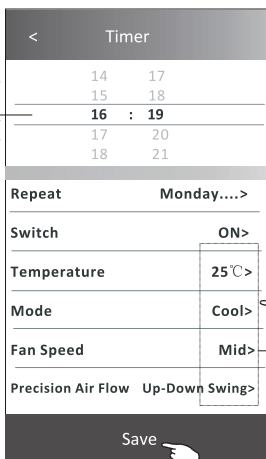 < Timer
14 17
15 18
16 : 19
17 20
18 21
Repeat Monday....>
Switch ON>
Temperature 25℃>
Mode Cool>
Fan Speed Mid>
Precision Air Flow Up-Down Swing>
Save